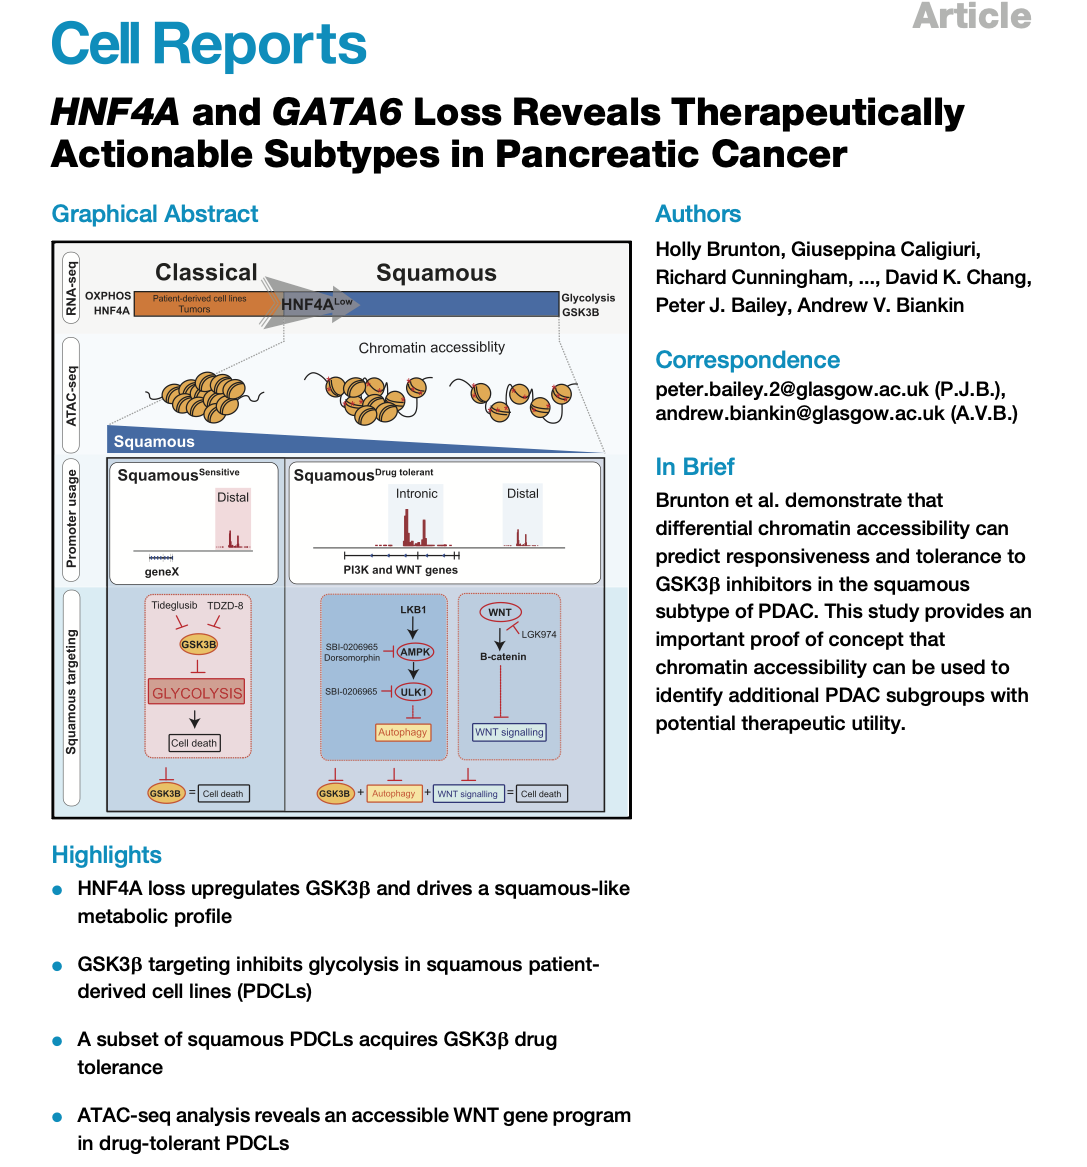 Article
Cell Reports
HNF4A and GATA6 Loss Reveals Therapeutically
Actionable Subtypes in Pancreatic Cancer
Graphical Abstract
RNA-seq
Classical
Squamous
OXPHOS
HNF4A
Patient-derived cell lines
Tumors
HNF4ALow
Glycolysis
GSK3B
ATAC-seq
Chromatin accessiblity
Squamous
Promoter usage
SquamousSensitive
Distal
geneX
SquamousDrug tolerant
Intronic
Distal
PI3K and WNT genes
Squamous targeting
Tideglusib TDZD-8
GSK3B
GLYCOLYSIS
Cell death
GSK3B = Cell death
LKB1
SBI-0206965
Dorsomorphin
AMPK
SBI-0206965
ULK1
Autophagy
WNT
LGK974
B-catenin
WNT signalling
GSK3B + Autophagy + WNT signalling = Cell death
Highlights
• HNF4A loss upregulates GSK3β and drives a squamous-like
metabolic profile
• GSK3β targeting inhibits glycolysis in squamous patient-
derived cell lines (PDCLs)
• A subset of squamous PDCLs acquires GSK3β drug
tolerance
• ATAC-seq analysis reveals an accessible WNT gene program
in drug-tolerant PDCLs
Authors
Holly Brunton, Giuseppina Caligiuri,
Richard Cunningham, ..., David K. Chang,
Peter J. Bailey, Andrew V. Biankin
Correspondence
peter.bailey.2@glasgow.ac.uk (P.J.B.),
andrew.biankin@glasgow.ac.uk (A.V.B.)
In Brief
Brunton et al. demonstrate that
differential chromatin accessibility can
predict responsiveness and tolerance to
GSK3β inhibitors in the squamous
subtype of PDAC. This study provides an
important proof of concept that
chromatin accessibility can be used to
identify additional PDAC subgroups with
potential therapeutic utility.